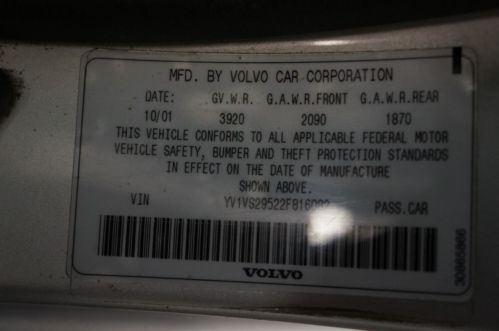 MFD. BY VOLVO CAR CORPORATION
DATE: G.V.W.R. G.A.W.R.FRONT G.A.W.R.REAR
10/01 3920 2090 1870
THIS VEHICLE CONFORMS TO ALL APPLICABLE FEDERAL MOTOR
VEHICLE SAFETY, BUMPER AND THEFT PROTECTION STANDARDS
IN EFFECT ON THE DATE OF MANUFACTURE
SHOWN ABOVE.
VIN PASS.CAR
VOLVO
30865866